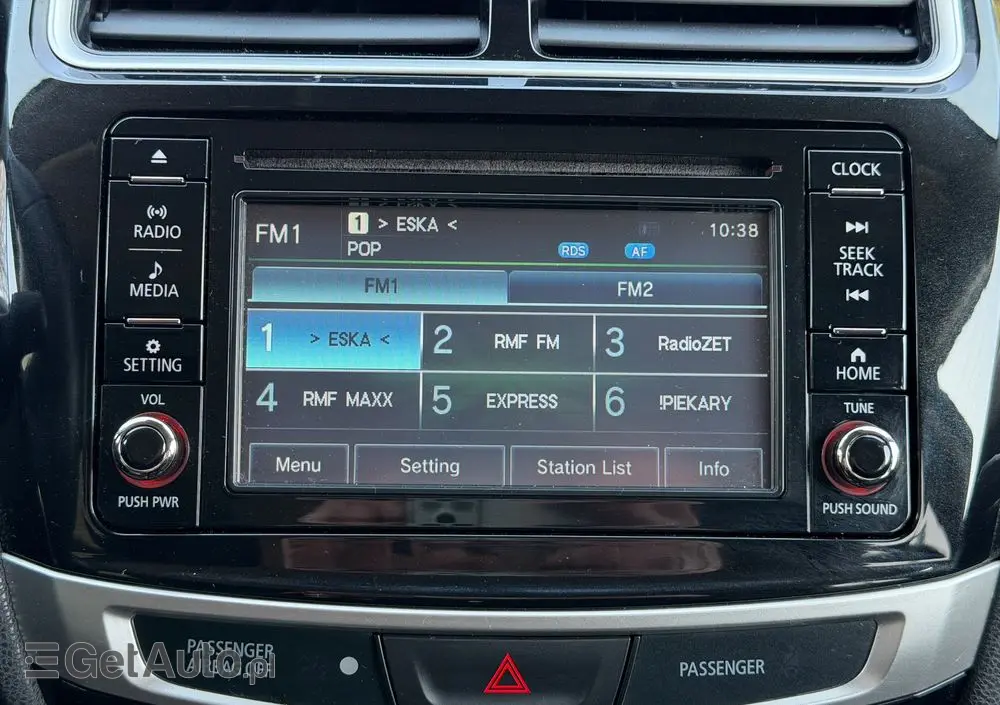 CLOCK
RADIO
MEDIA
SETTING
VOL
PUSH PWR
SEEK
TRACK
HOME
TUNE
PUSH SOUND
FM1
1 > ESKA <
POP
RDS
AF
10:38
FM1
FM2
1 > ESKA <
2 RMF FM
3 RadioZET
4 RMF MAXX
5 EXPRESS
6 !PIEKARY
Menu
Setting
Station List
Info
PASSENGER
AIRBAG OFF
PASSENGER
GetAuto.pl